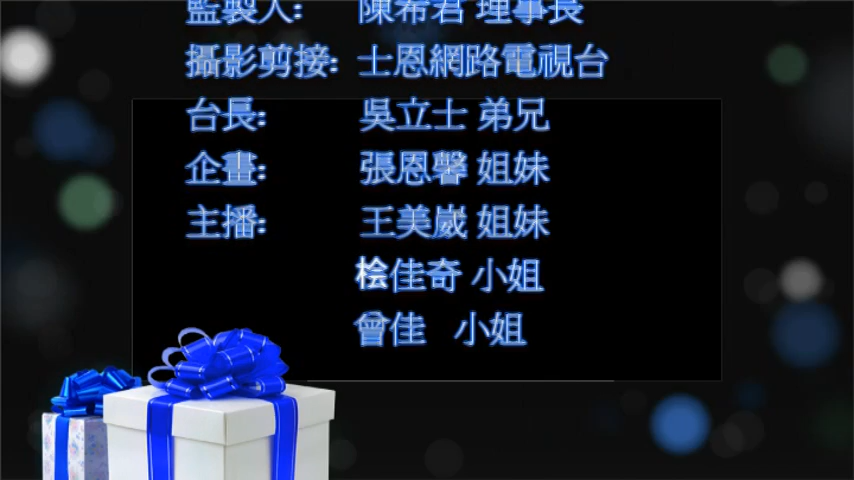 監製人: 陳希君 理事長
攝影剪接: 士恩網路電視台
台長: 吳立士 弟兄
企畫: 張恩馨 姐妹
主播: 王美崴 姐妹
桧佳奇 小姐
曾佳 小姐